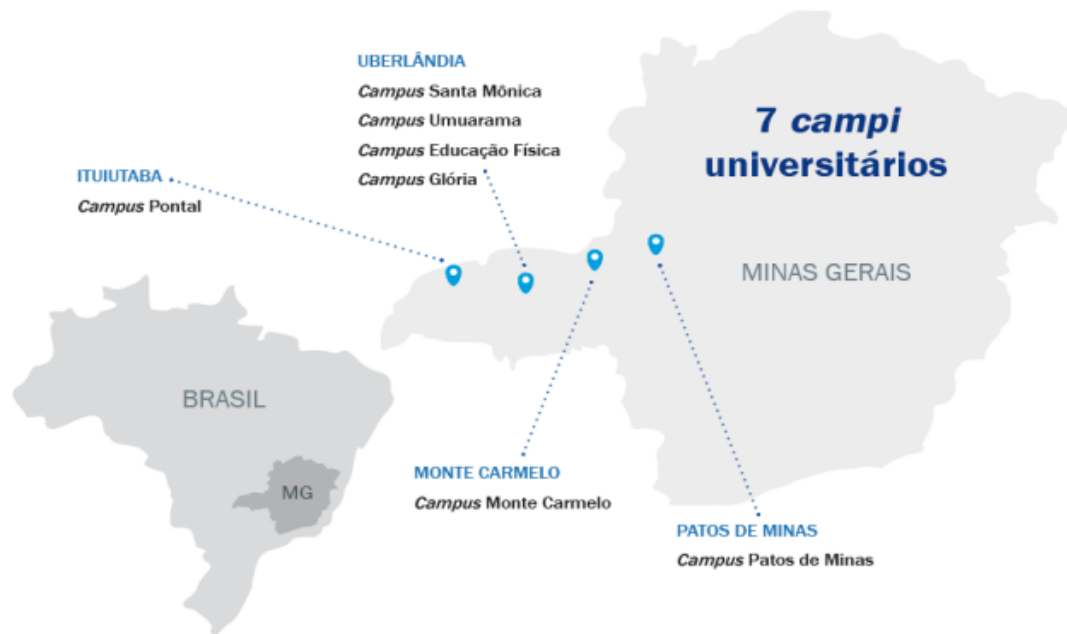 UBERLÂNDIA
Campus Santa Mônica
Campus Umuarama
Campus Educação Física
Campus Glória
7 campi
universitários
ITUIUTABA
Campus Pontal
MINAS GERAIS
BRASIL
MG
MONTE CARMELO
Campus Monte Carmelo
PATOS DE MINAS
Campus Patos de Minas